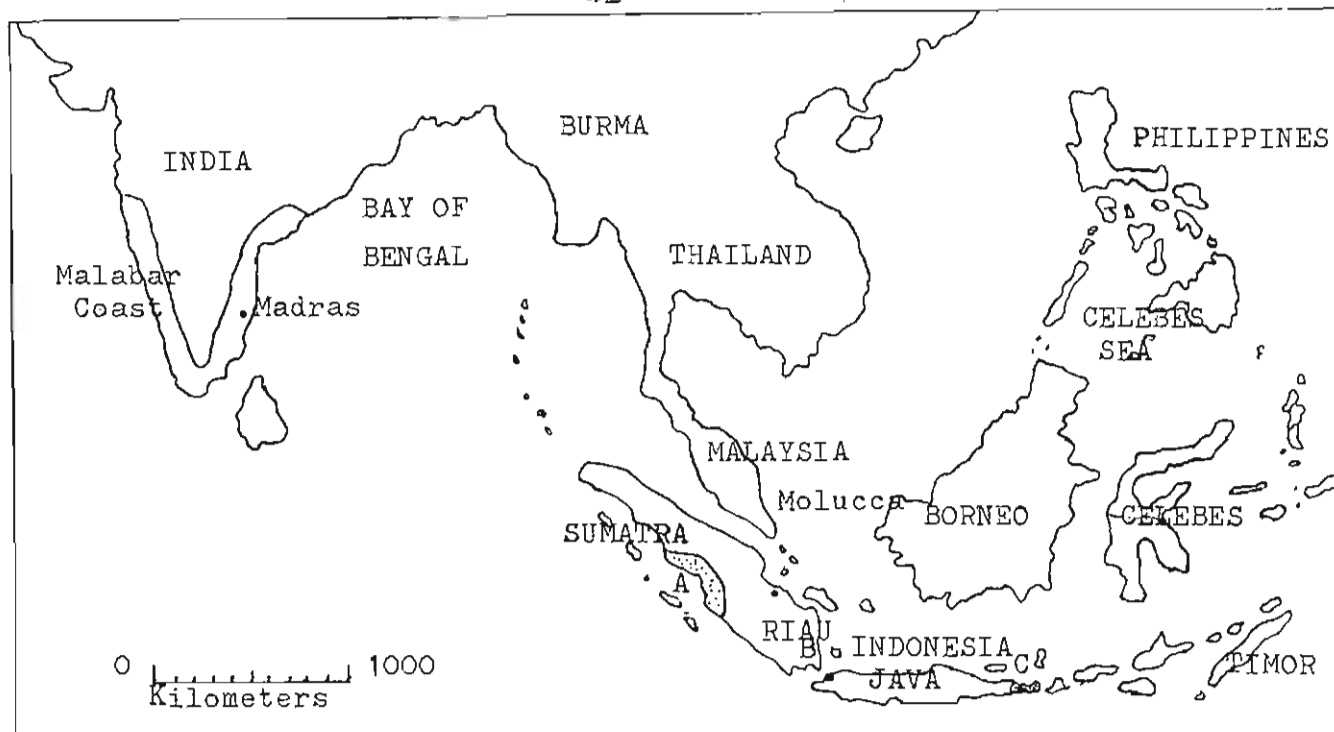 BURMA
PHILIPPINES
INDIA
BAY OF
BENGAL
THAILAND
Malabar
Coast
Madras
CELEBES
SEA
MALAYSIA
Molucca
BORNEO
CELEBES
SUMATRA
A
RIAU
B
INDONESIA
C
JAVA
TIMOR
0 1000
Kilometers